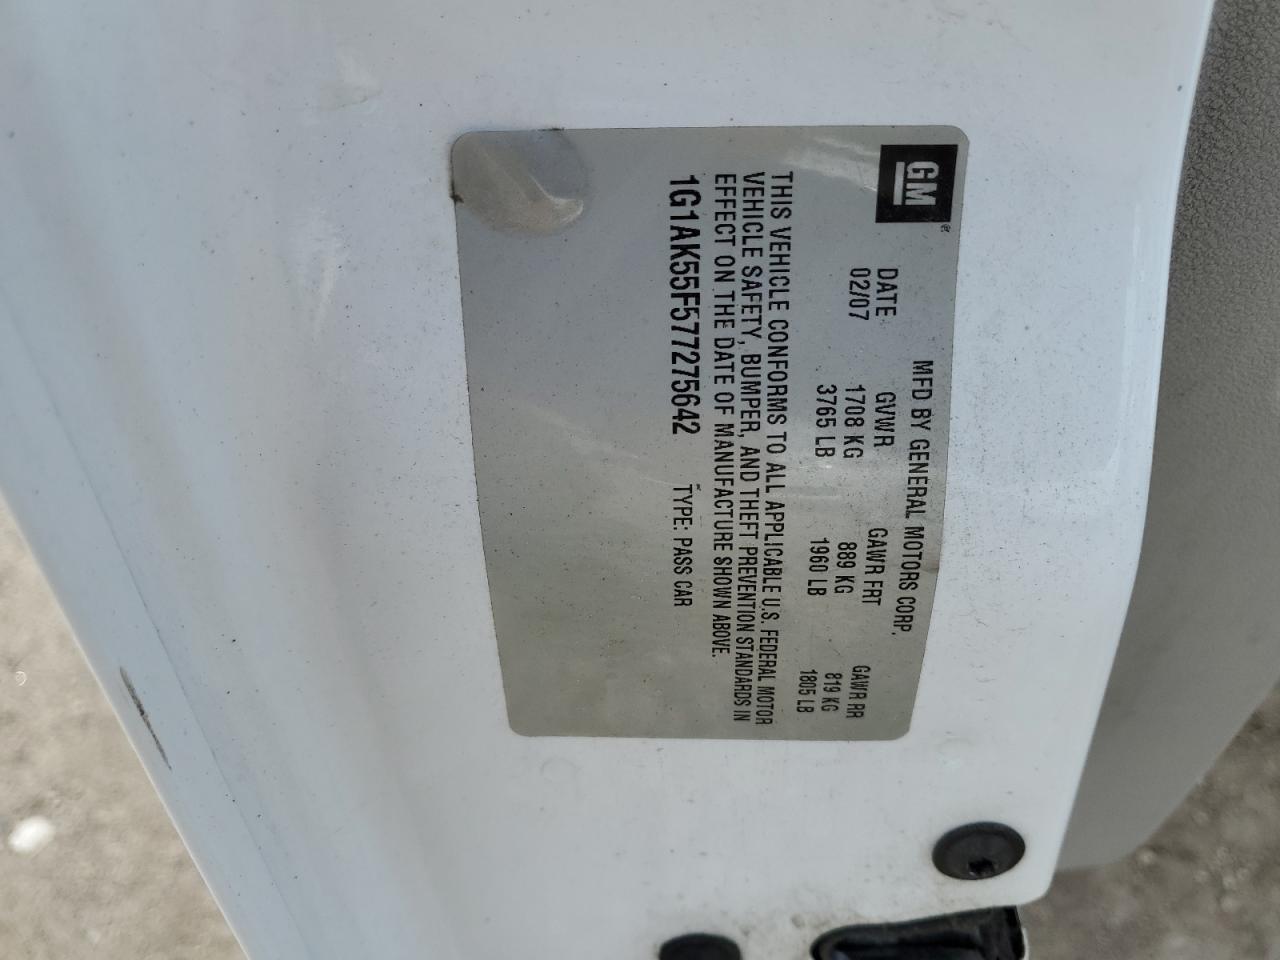 GM
MFD BY GENERAL MOTORS CORP.
DATE GVWR GAWR FRT GAWR RR
02/07 1708 KG 889 KG 819 KG
3765 LB 1960 LB 1805 LB
THIS VEHICLE CONFORMS TO ALL APPLICABLE U.S. FEDERAL MOTOR
VEHICLE SAFETY, BUMPER, AND THEFT PREVENTION STANDARDS IN
EFFECT ON THE DATE OF MANUFACTURE SHOWN ABOVE.
1G1AK55F577275642 TYPE: PASS CAR